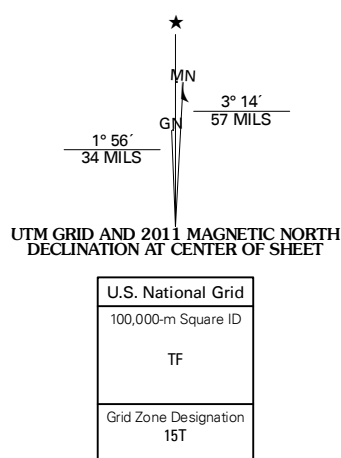 ★
MN
3° 14´
57 MILS
GN
1° 56´
34 MILS
UTM GRID AND 2011 MAGNETIC NORTH
DECLINATION AT CENTER OF SHEET
U.S. National Grid
100,000-m Square ID
TF
Grid Zone Designation
15T